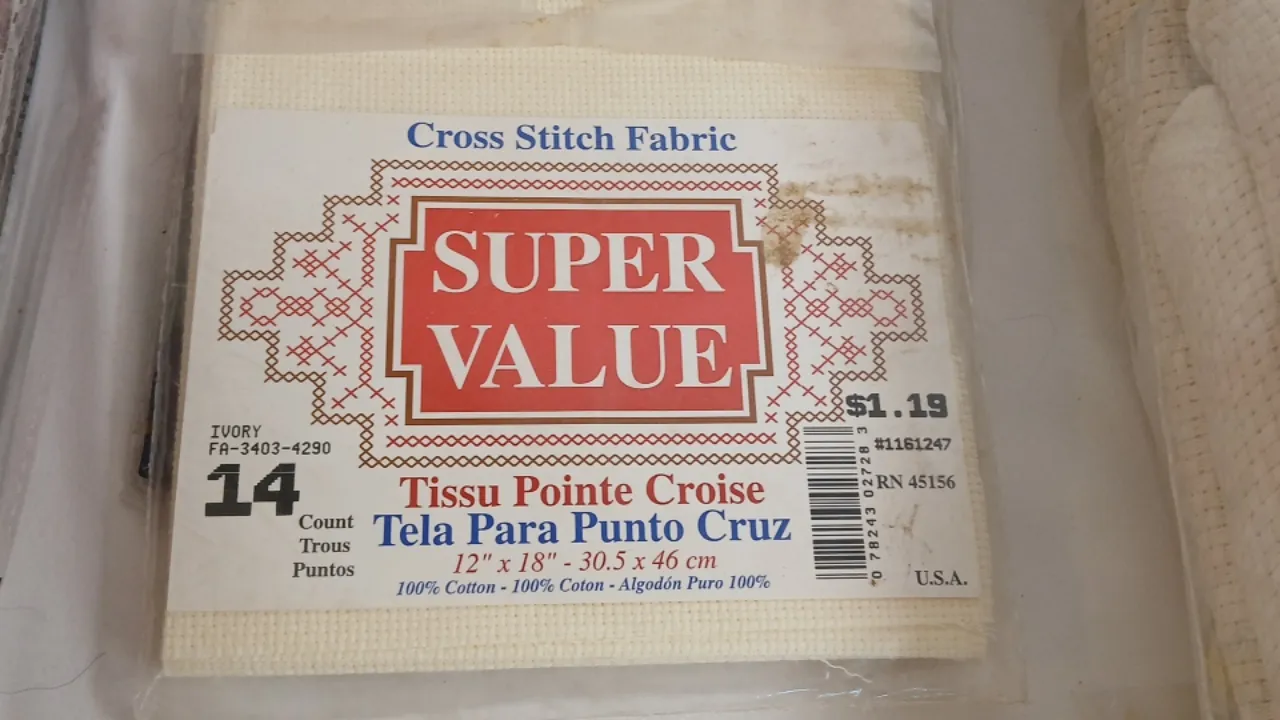 Cross Stitch Fabric
SUPER
VALUE
$1.19
#1161247
RN 45156
0 78243 02728 3
U.S.A.
IVORY
FA-3403-4290
14
Count
Trous
Puntos
Tissu Pointe Croise
Tela Para Punto Cruz
12" x 18" - 30.5 x 46 cm
100% Cotton - 100% Coton - Algodón Puro 100%